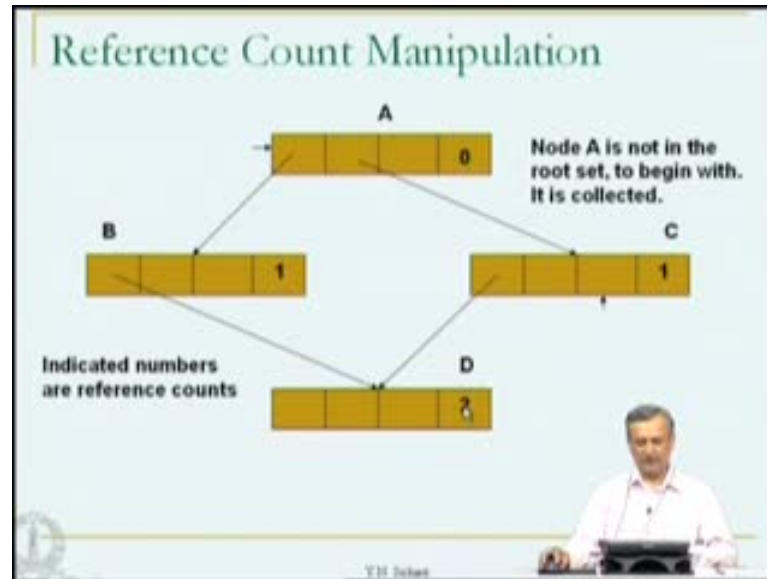 Reference Count Manipulation
A
0
Node A is not in the
root set, to begin with.
It is collected.
B
C
1
1
Indicated numbers
are reference counts
D
2